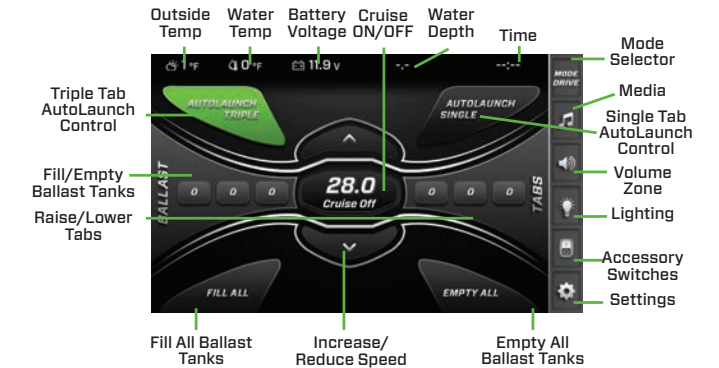 Outside Temp
Water Temp
Battery Voltage
Cruise ON/OFF
Water Depth
Time
Mode Selector
1 °F
0 °F
11.9 v
-.-
--:--
MODE
DRIVE
Triple Tab
AutoLaunch
Control
AUTOLAUNCH
TRIPLE
AUTOLAUNCH
SINGLE
Media
Single Tab
AutoLaunch
Control
Fill/Empty
Ballast Tanks
BALLAST
0 0 0
28.0
Cruise Off
0 0 0
TABS
Volume
Zone
Raise/Lower
Tabs
Lighting
Accessory
Switches
FILL ALL
EMPTY ALL
Settings
Fill All Ballast
Tanks
Increase/
Reduce Speed
Empty All
Ballast Tanks